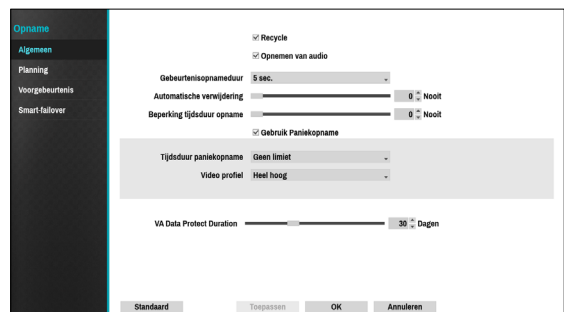 Opname
Algemeen
Planning
Voorgebeurtenis
Smart-failover
Recycle
Opnemen van audio
Gebeurtenisopnameduur 5 sec.
Automatische verwijdering 0 Nooit
Beperking tijdsduur opname 0 Nooit
Gebruik Paniekopname
Tijdsduur paniekopname Geen limiet
Video profiel Heel hoog
VA Data Protect Duration 30 Dagen
Standaard Toepassen OK Annuleren